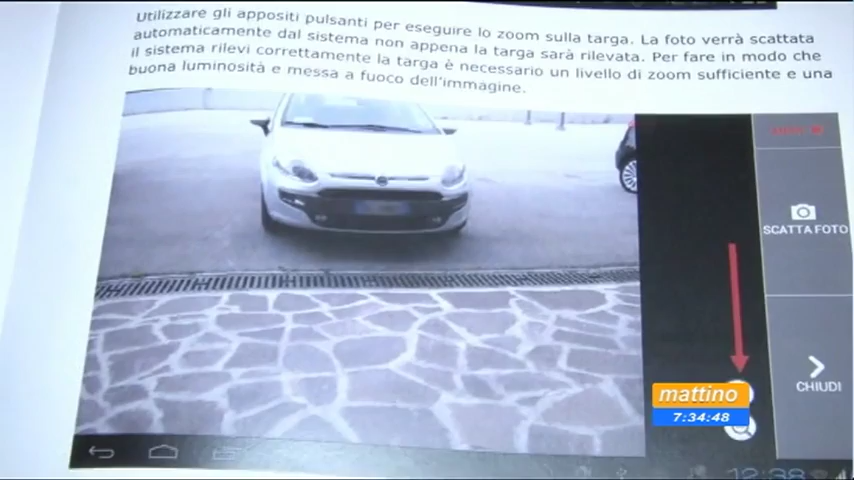 Utilizzare gli appositi pulsanti per eseguire lo zoom sulla targa. La foto verrà scattata
automaticamente dal sistema non appena la targa sarà rilevata. Per fare in modo che
il sistema rilevi correttamente la targa è necessario un livello di zoom sufficiente e una
buona luminosità e messa a fuoco dell'immagine.
SCATTA FOTO
CHIUDI
mattino
7:34:48
12:38